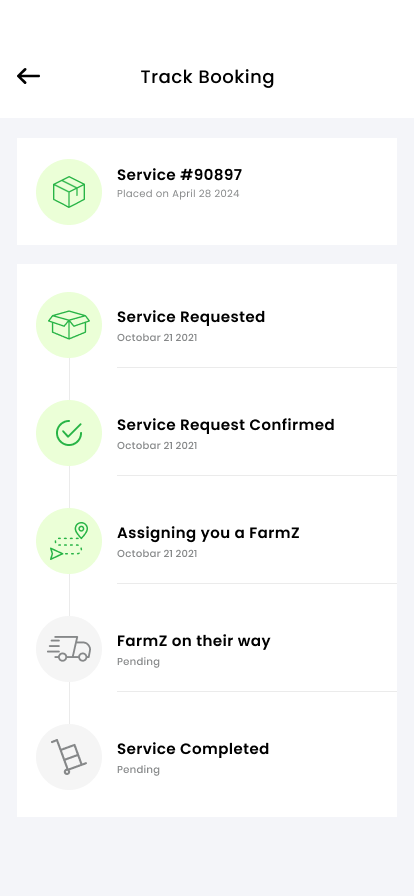 Track Booking
Service #90897
Placed on April 28 2024
Service Requested
Octobar 21 2021
Service Request Confirmed
Octobar 21 2021
Assigning you a FarmZ
Octobar 21 2021
FarmZ on their way
Pending
Service Completed
Pending